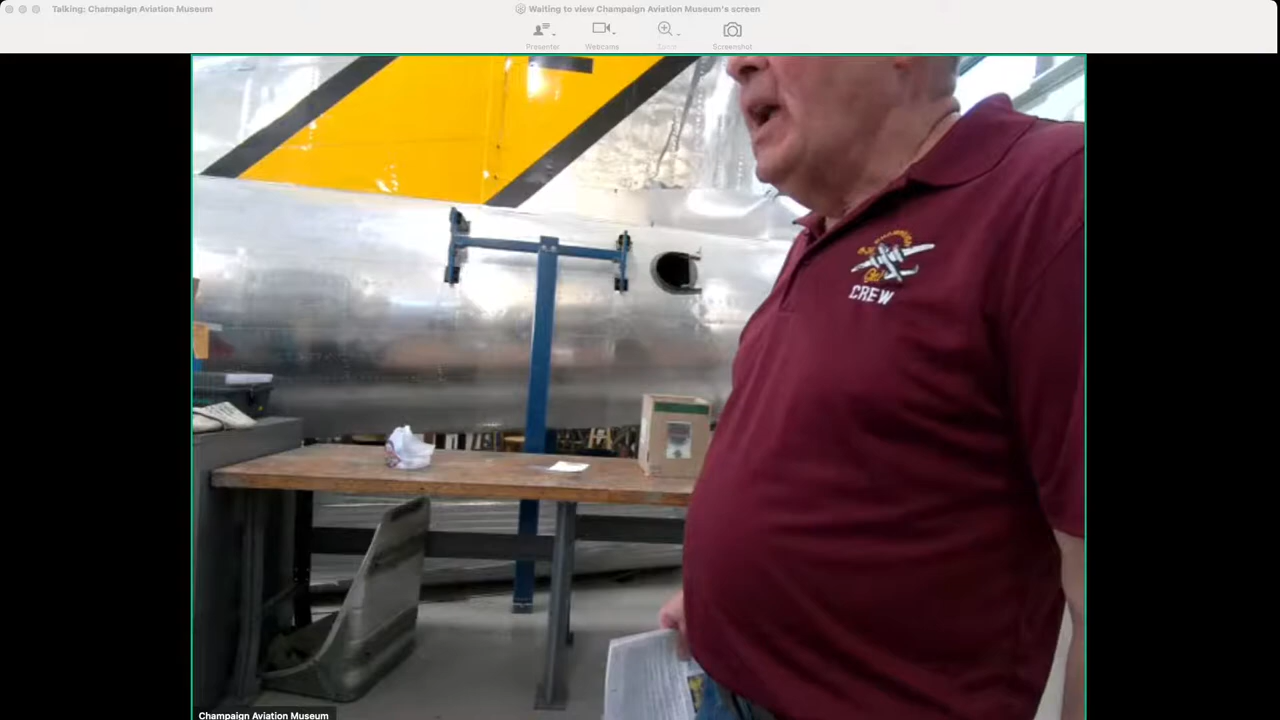 Talking: Champaign Aviation Museum
Waiting to view Champaign Aviation Museum's screen
Presenter
Webcams
Zoom
Screenshot
CREW
Champaign Aviation Museum